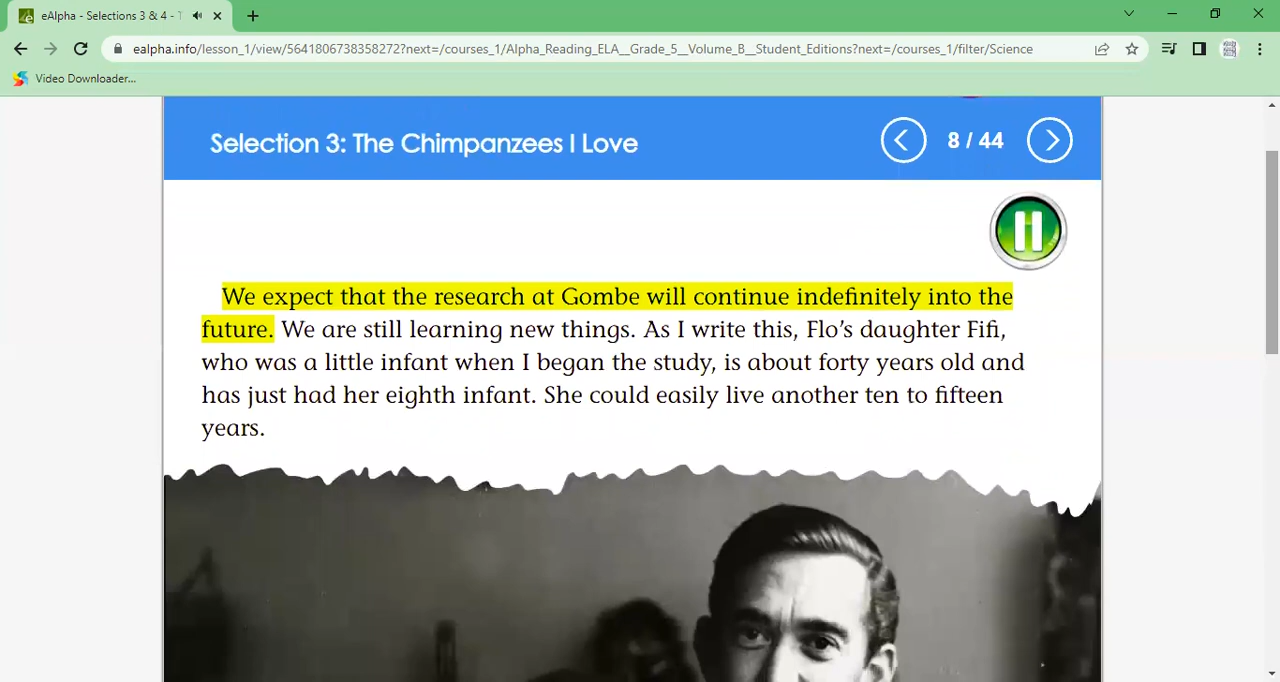 eAlpha - Selections 3 & 4 - T
ealpha.info/lesson_1/view/5641806738358272?next=/courses_1/Alpha_Reading_ELA__Grade_5__Volume_B__Student_Editions?next=/courses_1/filter/Science
Video Downloader...
Selection 3: The Chimpanzees I Love
8 / 44
We expect that the research at Gombe will continue indefinitely into the
future. We are still learning new things. As I write this, Flo’s daughter Fifi,
who was a little infant when I began the study, is about forty years old and
has just had her eighth infant. She could easily live another ten to fifteen
years.